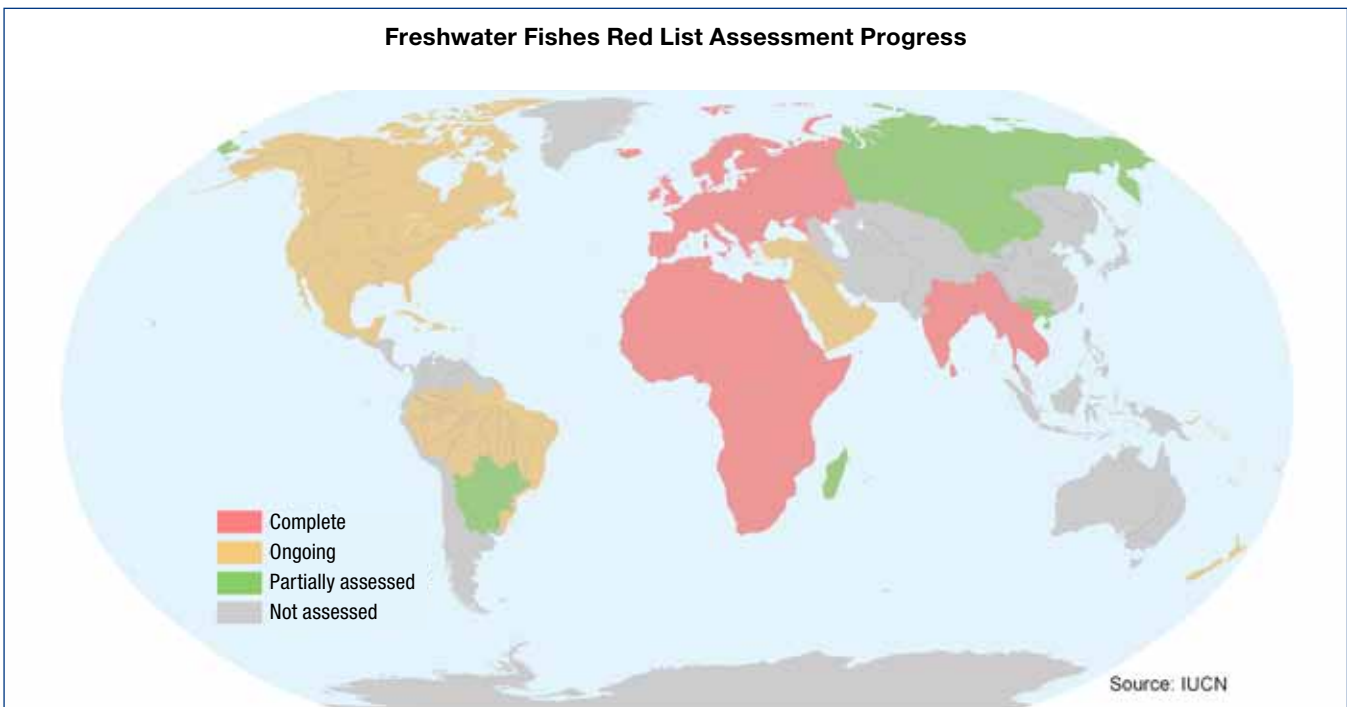 Freshwater Fishes Red List Assessment Progress
Complete
Ongoing
Partially assessed
Not assessed
Source: IUCN